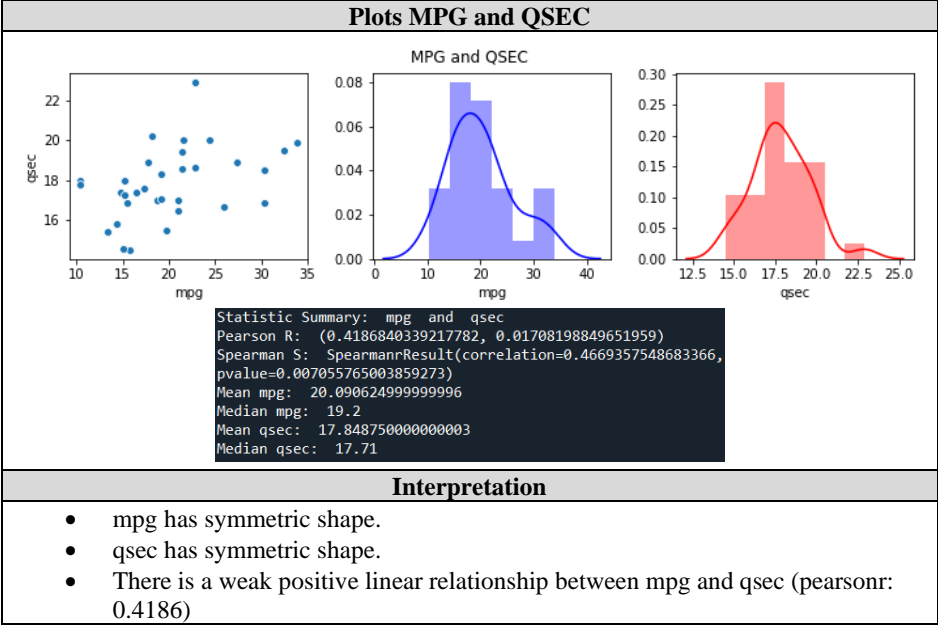 Plots MPG and QSEC
MPG and QSEC
22
20
18
16
qsec
10 15 20 25 30 35
mpg
0.08
0.06
0.04
0.02
0.00
0 10 20 30 40
mpg
0.30
0.25
0.20
0.15
0.10
0.05
0.00
12.5 15.0 17.5 20.0 22.5 25.0
qsec
Statistic Summary:  mpg  and  qsec
Pearson R:  (0.4186840339217782, 0.01708198849651959)
Spearman S:  SpearmanrResult(correlation=0.4669357548683366,
pvalue=0.007055765003859273)
Mean mpg:  20.090624999999996
Median mpg:  19.2
Mean qsec:  17.848750000000003
Median qsec:  17.71
Interpretation
• mpg has symmetric shape.
• qsec has symmetric shape.
• There is a weak positive linear relationship between mpg and qsec (pearsonr:
0.4186)